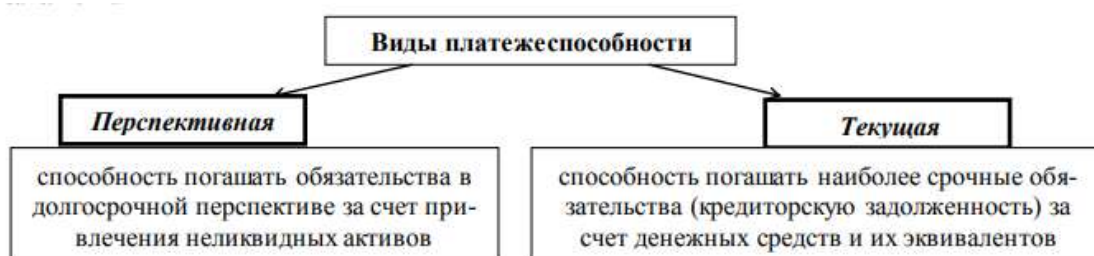 Виды платежеспособности
Перспективная
способность погашать обязательства в
долгосрочной перспективе за счет при-
влечения неликвидных активов
Текущая
способность погашать наиболее срочные обя-
зательства (кредиторскую задолженность) за
счет денежных средств и их эквивалентов